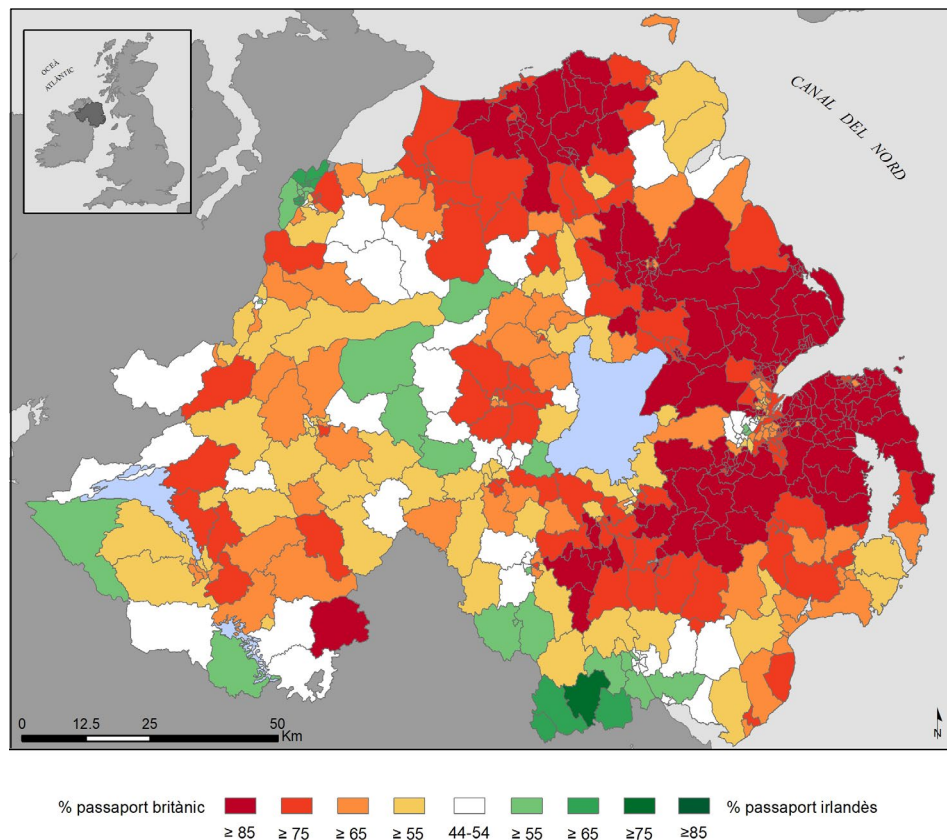 OCEÀ
ATLÀNTIC
CANAL DEL NORD
0 12.5 25 50
Km
N
% passaport britànic ≥ 85 ≥ 75 ≥ 65 ≥ 55 44-54 ≥ 55 ≥ 65 ≥75 ≥85 % passaport irlandès